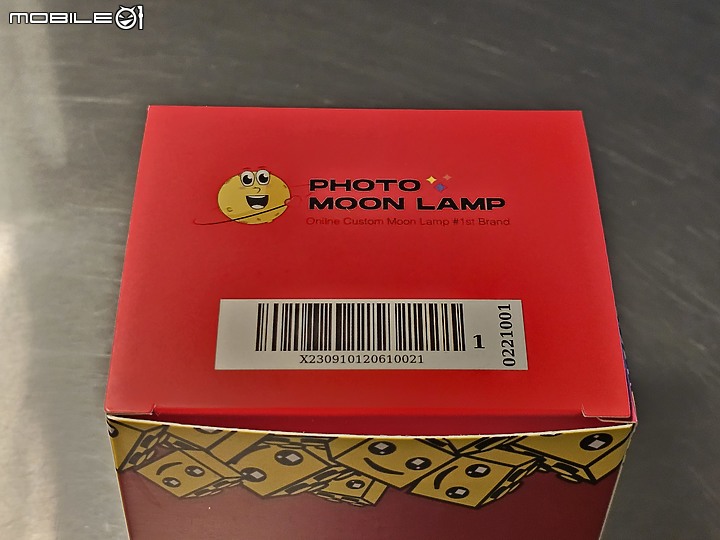 MOBILE01
PHOTO
MOON LAMP
Online Custom Moon Lamp #1st Brand
X230910120610021
1
0221001